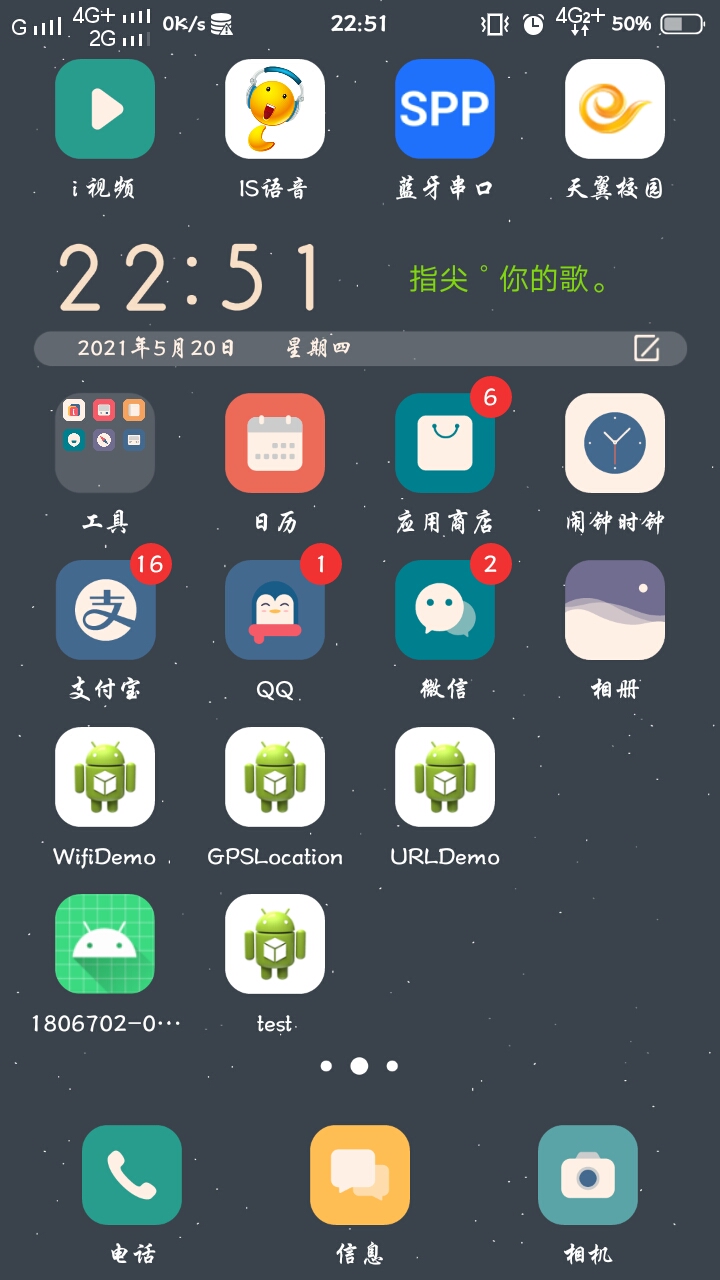 G 4G+ 2G 0K/s 22:51 4G2+ 50%
SPP
i 视频 IS语音 蓝牙串口 天翼校园
22:51 指尖°你的歌。
2021年5月20日 星期四
6
工具 日历 应用商店 闹钟时钟
16 1 2
支付宝 QQ 微信 相册
WifiDemo GPSLocation URLDemo
1806702-0··· test
电话 信息 相机